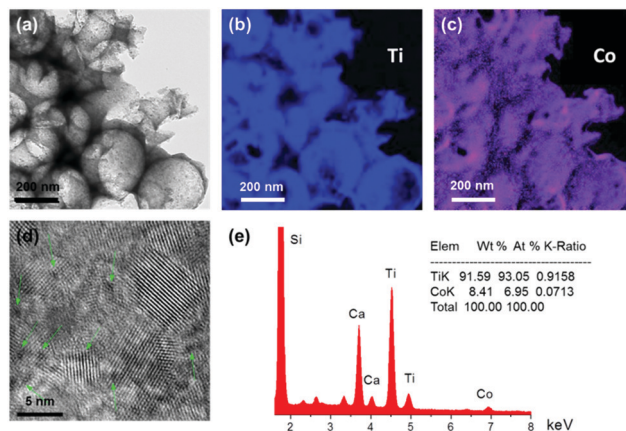 (a)
200 nm
(b)
Ti
200 nm
(c)
Co
200 nm
(d)
5 nm
(e)
Si
Ca
Ca
Ti
Ti
Co
Elem Wt % At % K-Ratio
TiK 91.59 93.05 0.9158
CoK 8.41 6.95 0.0713
Total 100.00 100.00
2 3 4 5 6 7 8
keV